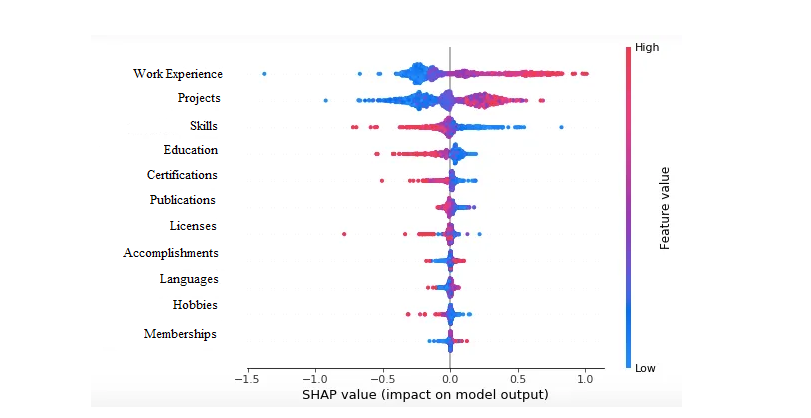 High
Work Experience
Projects
Skills
Education
Certifications
Publications
Licenses
Accomplishments
Languages
Hobbies
Memberships
Feature value
Low
−1.5 −1.0 −0.5 0.0 0.5 1.0
SHAP value (impact on model output)